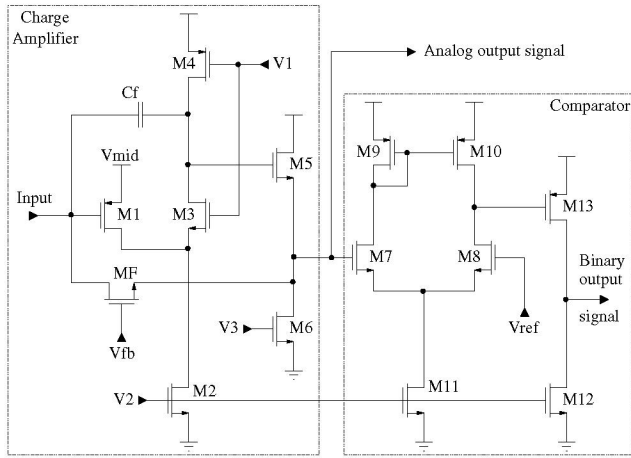 Charge
Amplifier
M4
V1
Analog output signal
Cf
Comparator
Vmid
M5
M9
M10
Input
M1
M3
M13
M7
M8
Binary
output
signal
MF
V3
M6
Vref
Vfb
M2
M11
V2
M12